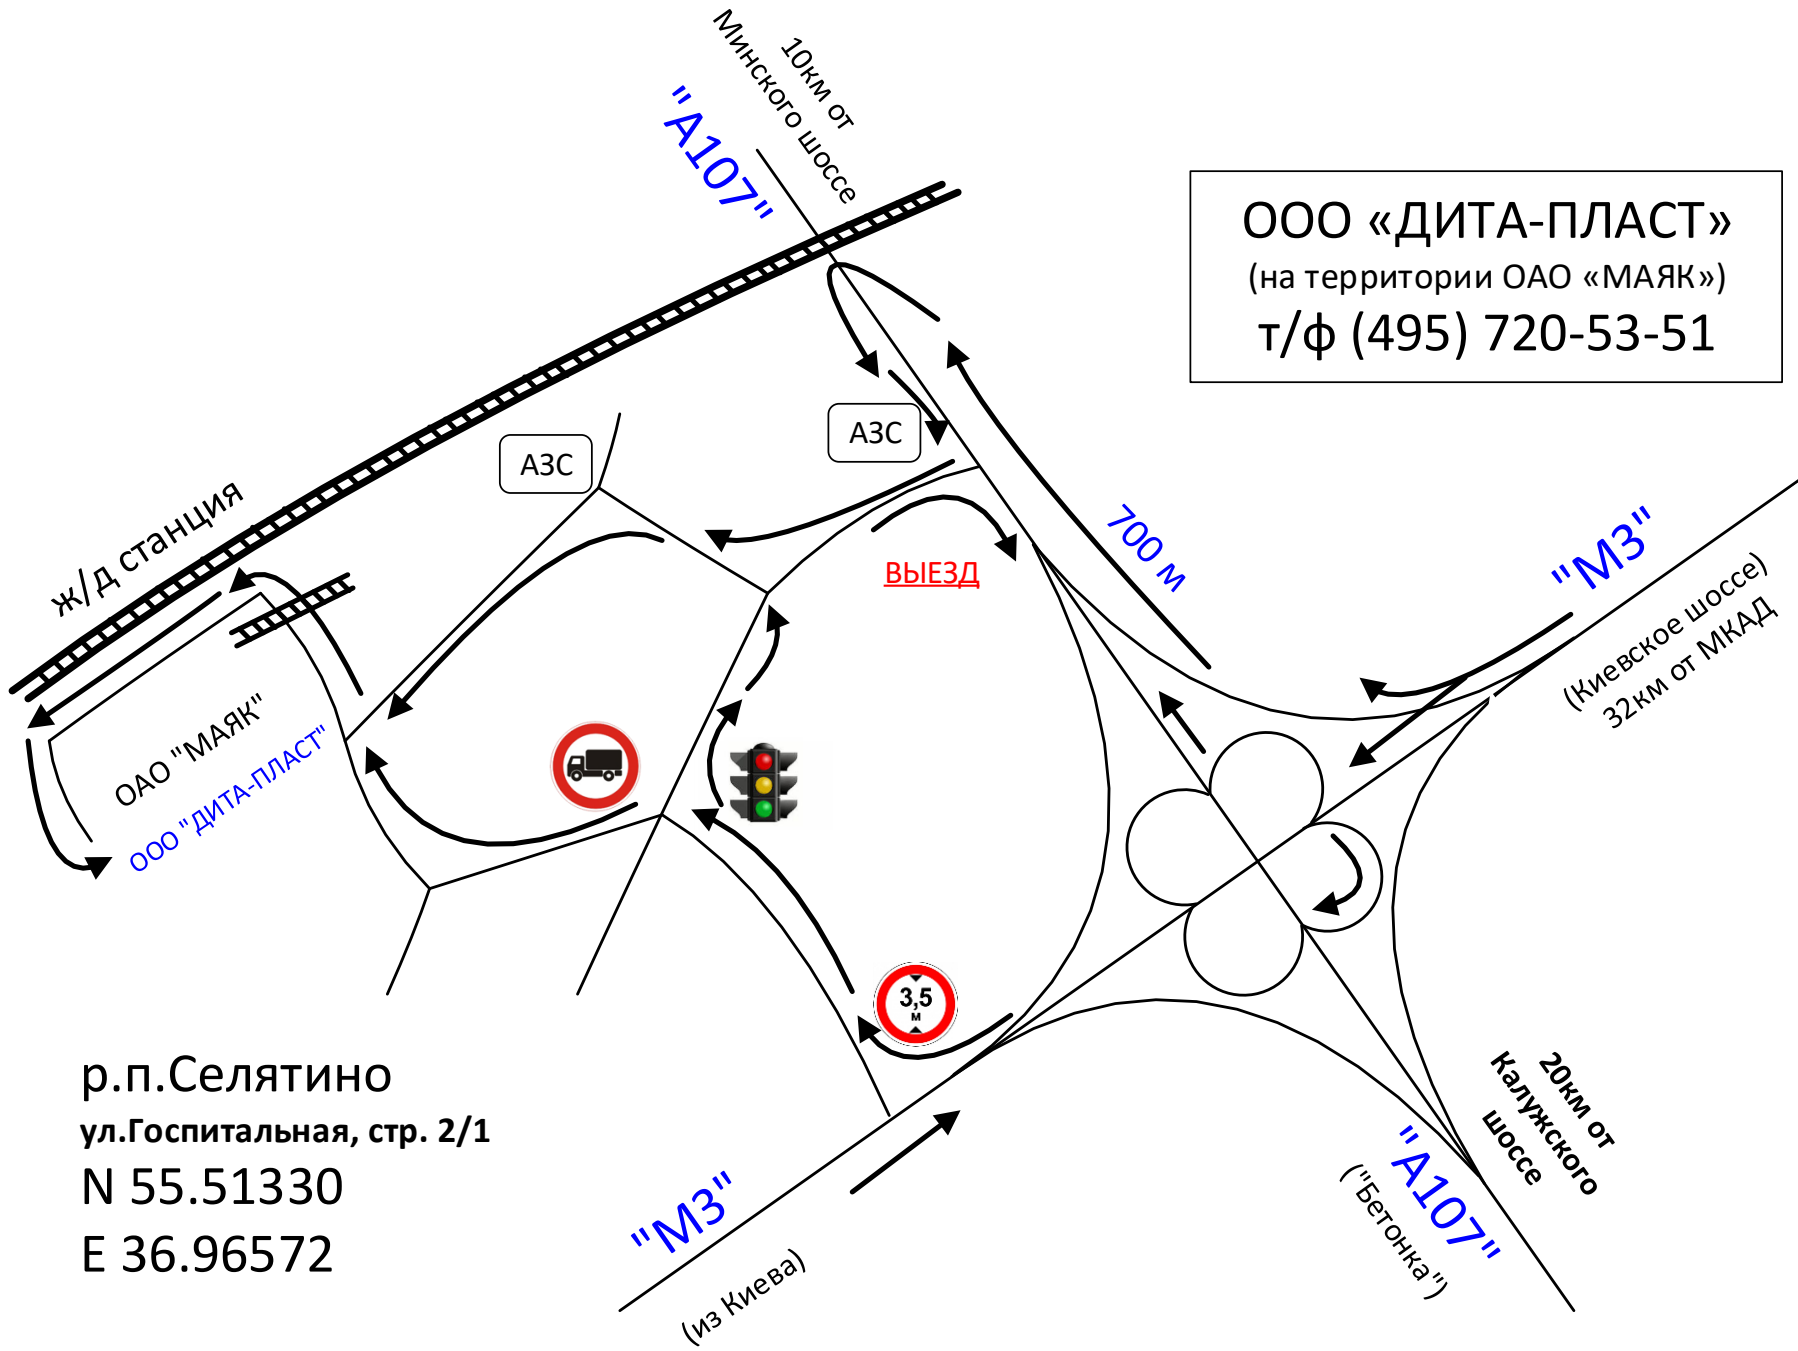 10км от
Минского шоссе
"А107"
ООО «ДИТА-ПЛАСТ»
(на территории ОАО «МАЯК»)
т/ф (495) 720-53-51
АЗС
АЗС
ж/д станция
700 м
"М3"
(Киевское шоссе)
32км от МКАД
ВЫЕЗД
ОАО "МАЯК"
ООО "ДИТА-ПЛАСТ"
3,5
м
р.п.Селятино
ул.Госпитальная, стр. 2/1
N 55.51330
E 36.96572
"М3"
(из Киева)
20км от
Калужского
шоссе
"А107"
("Бетонка")